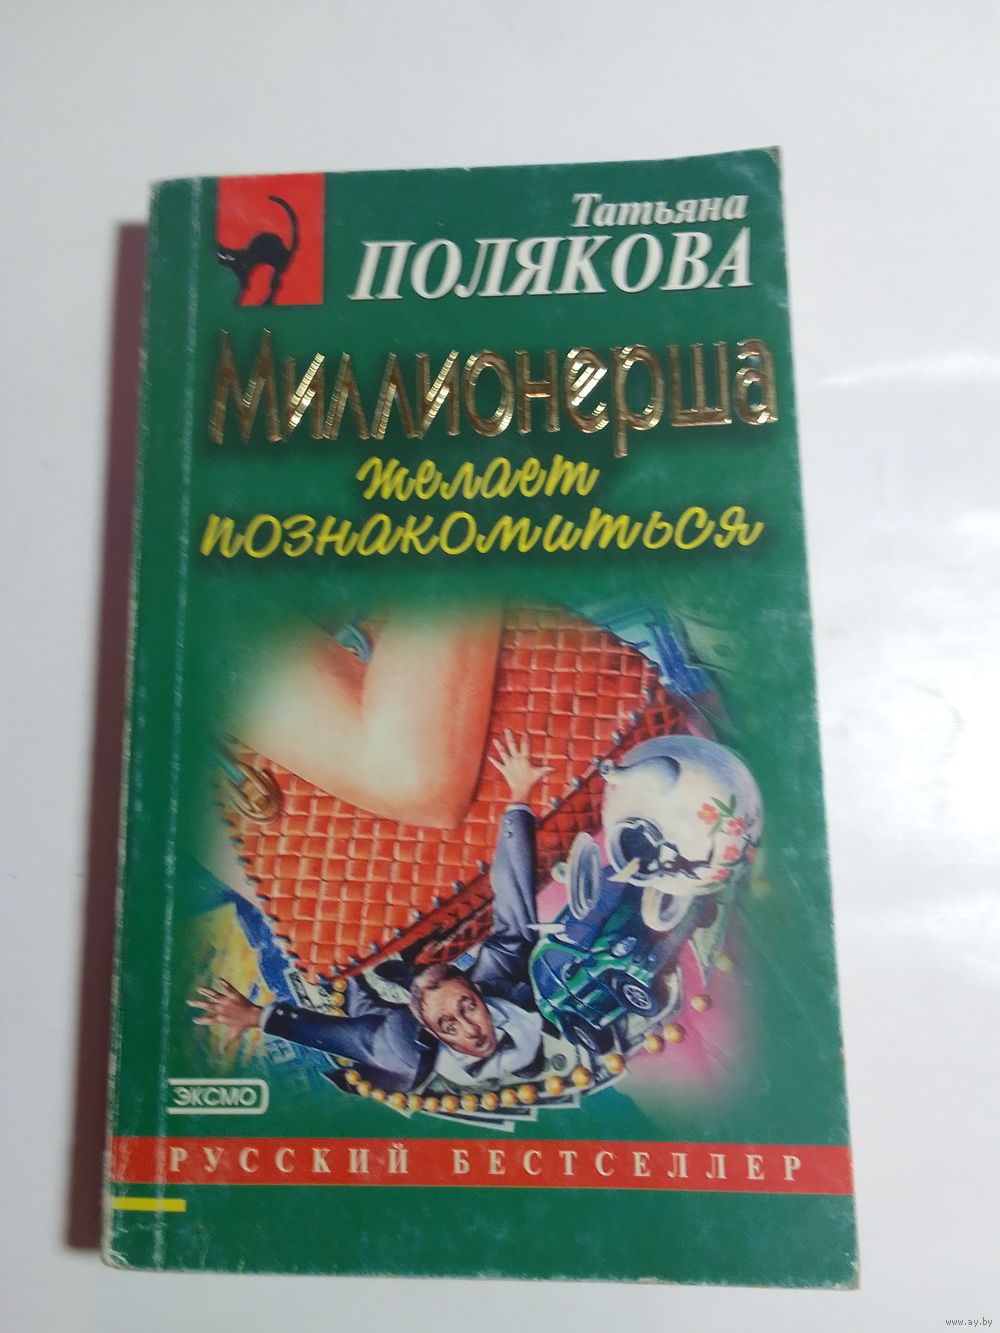 Татьяна
ПОЛЯКОВА
Миллионерша
желает
познакомиться
ЭКСМО
РУССКИЙ БЕСТСЕЛЛЕР
www.ay.by